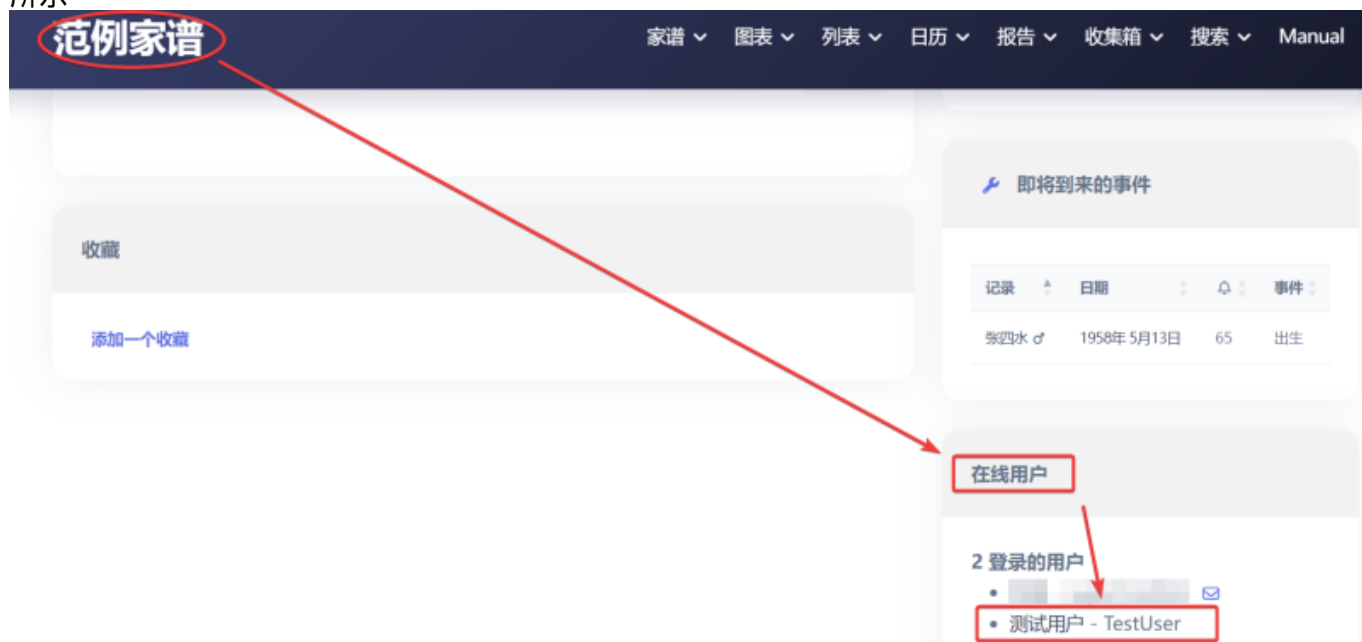 所示
范例家谱
家谱 图表 列表 日历 报告 收集箱 搜索 Manual
即将到来的事件
收藏
记录 日期 事件
添加一个收藏
张四水 ♂ 1958年 5月13日 65 出生
在线用户
2 登录的用户
• 测试用户 - TestUser